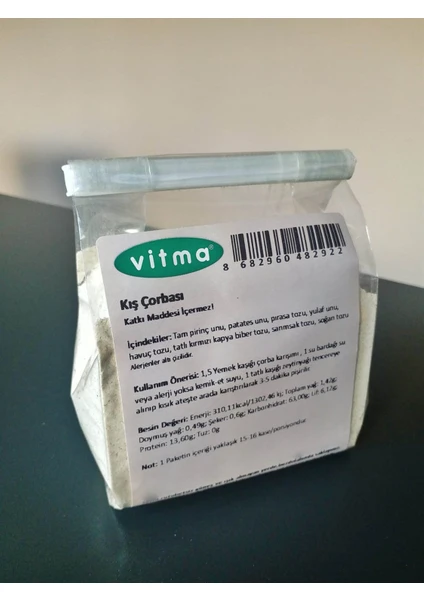 vitma®
8 682960 482922
Kış Çorbası
Katkı Maddesi İçermez!
İçindekiler: Tam pirinç unu, patates unu, pırasa tozu, yulaf unu,
havuç tozu, tatlı kırmızı kapya biber tozu, sarımsak tozu, soğan tozu
Alerjenler altı çizilidir.
Kullanım Önerisi: 1,5 Yemek kaşığı çorba karışımı, 1 su bardağı su
veya alerji yoksa kemik-et suyu, 1 tatlı kaşığı zeytinyağı tencereye
alınıp kısık ateşte arada karıştırılarak 3-5 dakika pişirilir.
Besin Değeri: Enerji: 310,11kcal/1302,46 kj; Toplam yağ: 1,42g;
Doymuş yağ: 0,49g; Şeker: 0,6g; Karbonhidrat: 63,00g; Lif: 6,17g;
Protein: 13,60g; Tuz: 0g
Not: 1 Paketin içeriği yaklaşık 15-16 kase/porsiyondur